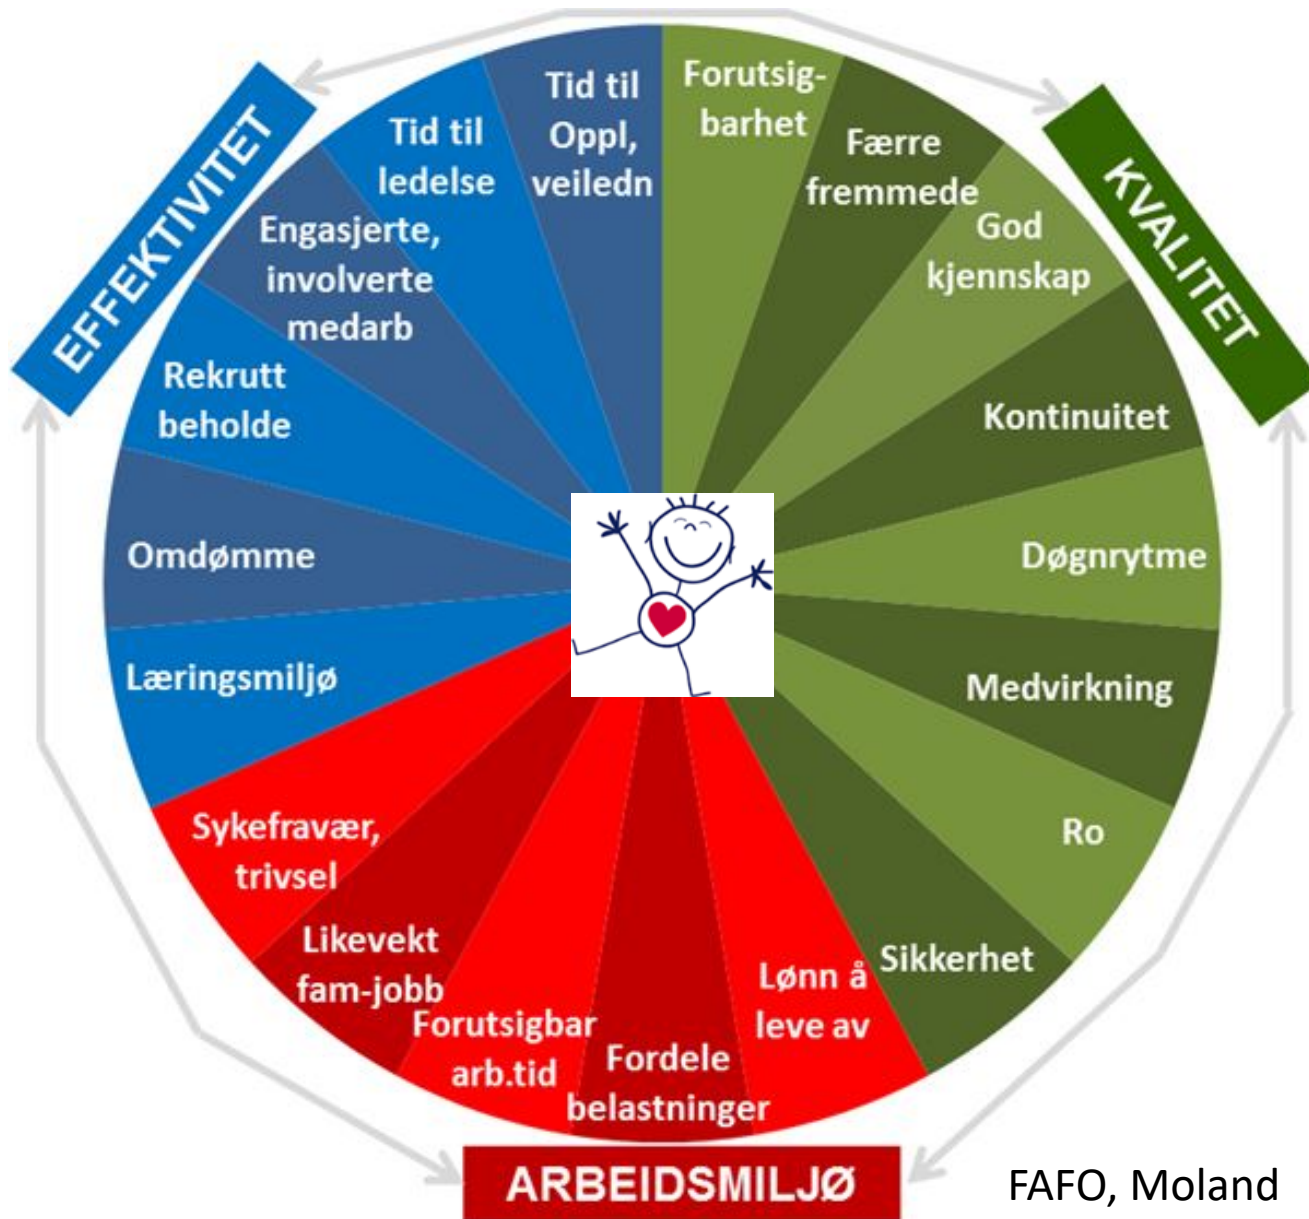 EFFEKTIVITET
KVALITET
Forutsig-
barhet
Færre
fremmede
God
kjennskap
Kontinuitet
Døgnrytme
Medvirkning
Ro
Sikkerhet
Lønn å
leve av
Fordele
belastninger
Forutsigbar
arb.tid
Likevekt
fam-jobb
Sykefravær,
trivsel
Læringsmiljø
Omdømme
Rekrutt
beholde
Engasjerte,
involverte
medarb
Tid til
ledelse
Tid til
Oppl,
veiledn
ARBEIDSMILJØ
FAFO, Moland